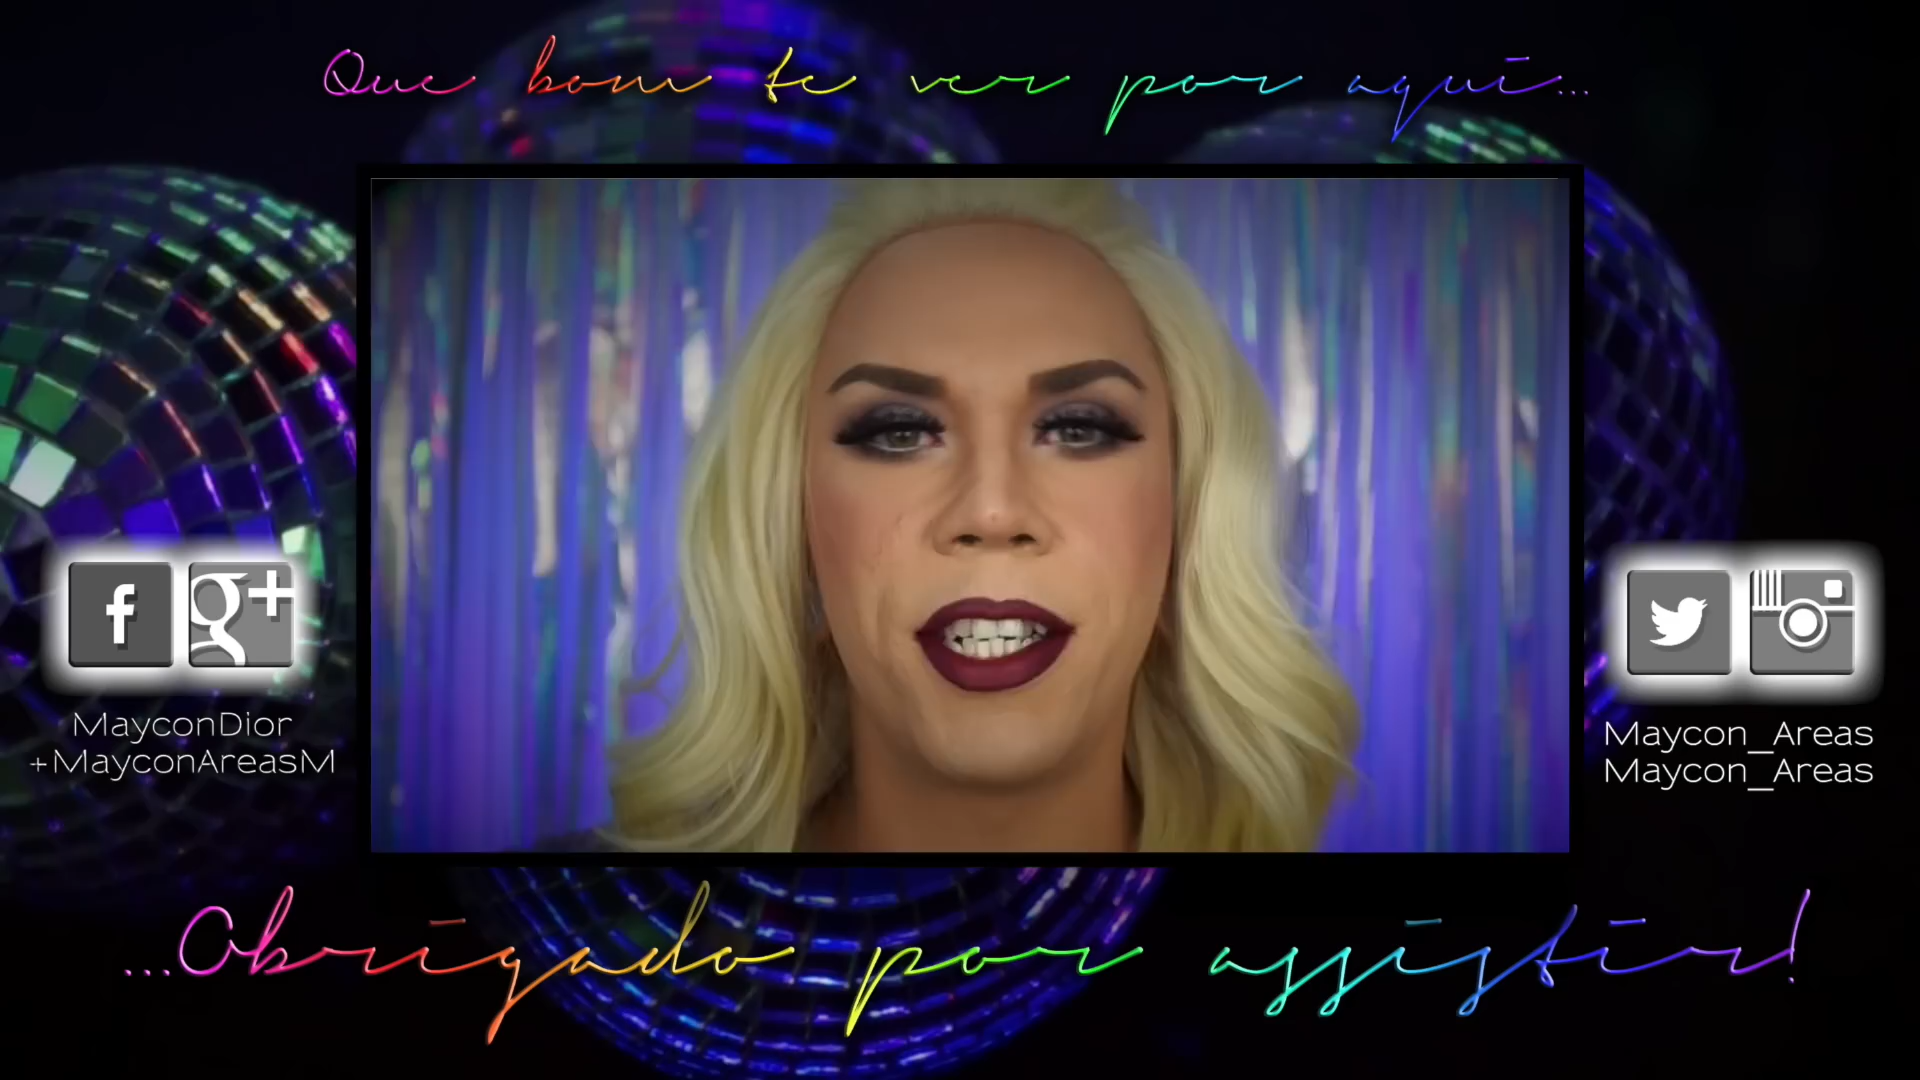 Que bom te ver por aqui...
f g+
MayconDior
+MayconAreasM
Maycon_Areas
Maycon_Areas
...Obrigado por assistir!